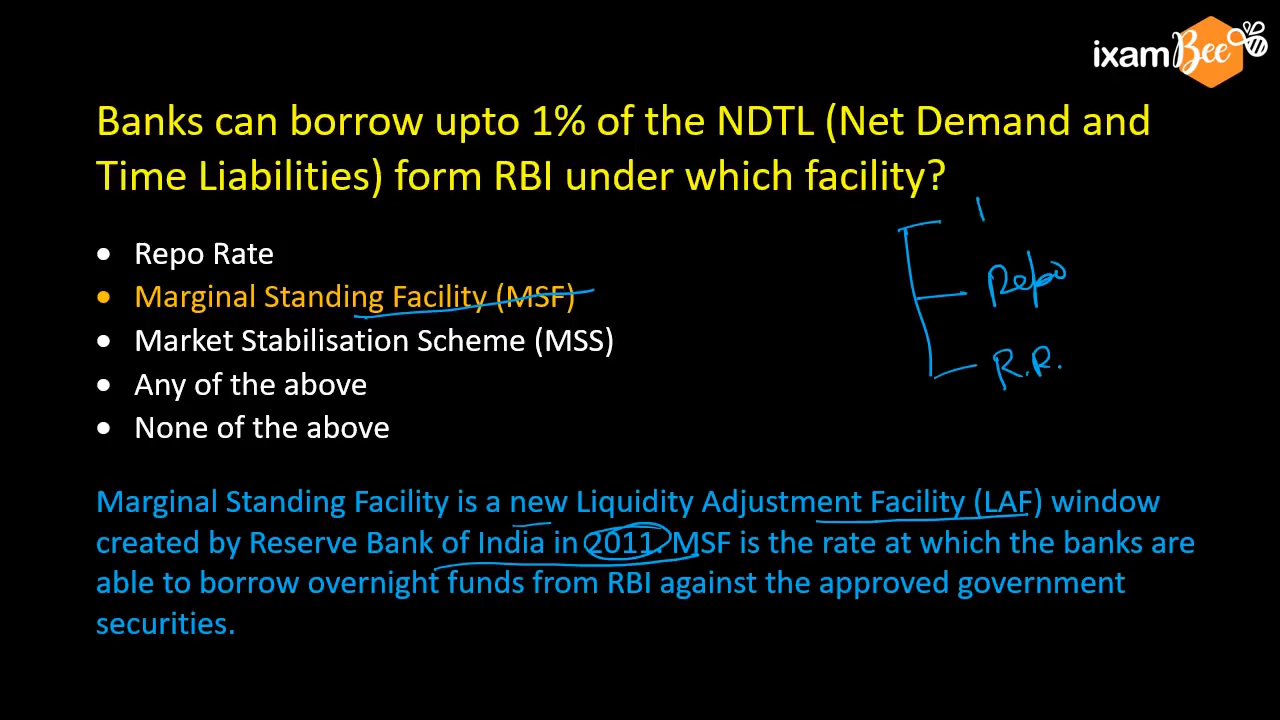 ixamBee
Banks can borrow upto 1% of the NDTL (Net Demand and
Time Liabilities) form RBI under which facility?
• Repo Rate
• Marginal Standing Facility (MSF)
• Market Stabilisation Scheme (MSS)
• Any of the above
• None of the above
Repo
R.R.
Marginal Standing Facility is a new Liquidity Adjustment Facility (LAF) window
created by Reserve Bank of India in 2011. MSF is the rate at which the banks are
able to borrow overnight funds from RBI against the approved government
securities.